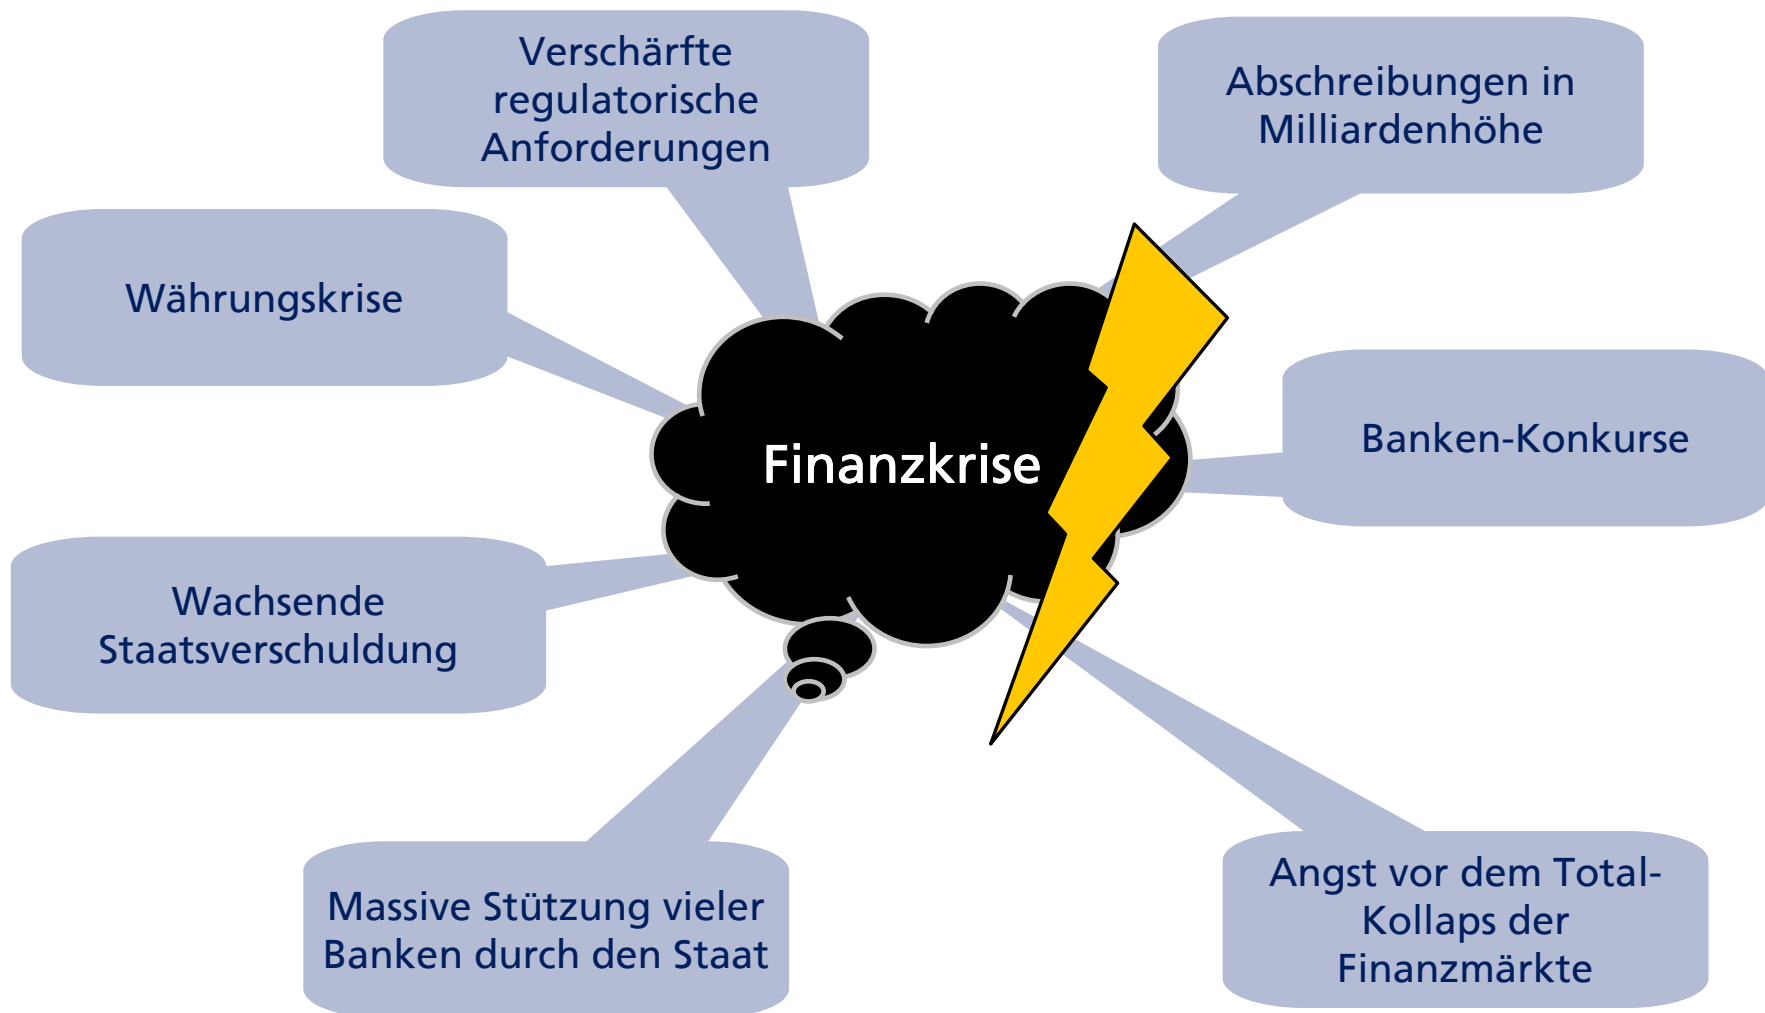 Verschärfte
regulatorische
Anforderungen
Abschreibungen in
Milliardenhöhe
Währungskrise
Banken-Konkurse
Finanzkrise
Wachsende
Staatsverschuldung
Massive Stützung vieler
Banken durch den Staat
Angst vor dem Total-
Kollaps der
Finanzmärkte